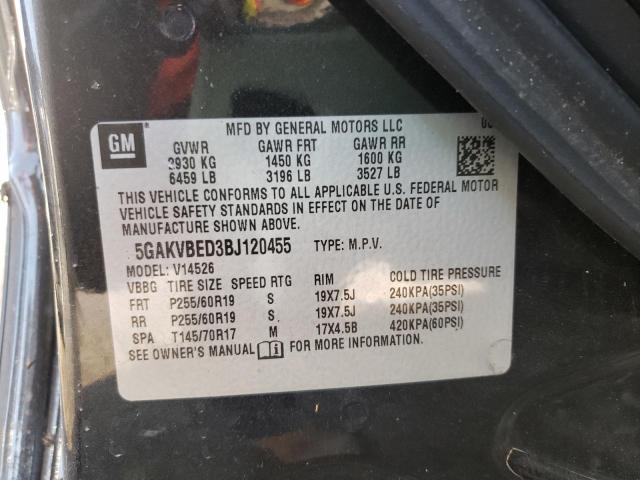 GM
MFD BY GENERAL MOTORS LLC
GVWR GAWR FRT GAWR RR
2930 KG 1450 KG 1600 KG
6459 LB 3196 LB 3527 LB
THIS VEHICLE CONFORMS TO ALL APPLICABLE U.S. FEDERAL MOTOR
VEHICLE SAFETY STANDARDS IN EFFECT ON THE DATE OF
MANUFACTURE SHOWN ABOVE.
5GAKVBED3BJ120455 TYPE: M.P.V.
MODEL: V14526
VBBG TIRE SIZE SPEED RTG RIM COLD TIRE PRESSURE
FRT P255/60R19 S 19X7.5J 240KPA(35PSI)
RR P255/60R19 S 19X7.5J 240KPA(35PSI)
SPA T145/70R17 M 17X4.5B 420KPA(60PSI)
SEE OWNER'S MANUAL FOR MORE INFORMATION.